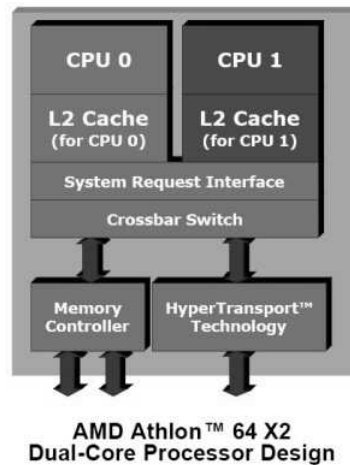 CPU 0
CPU 1
L2 Cache
(for CPU 0)
L2 Cache
(for CPU 1)
System Request Interface
Crossbar Switch
Memory
Controller
HyperTransport™
Technology
AMD Athlon™ 64 X2
Dual-Core Processor Design